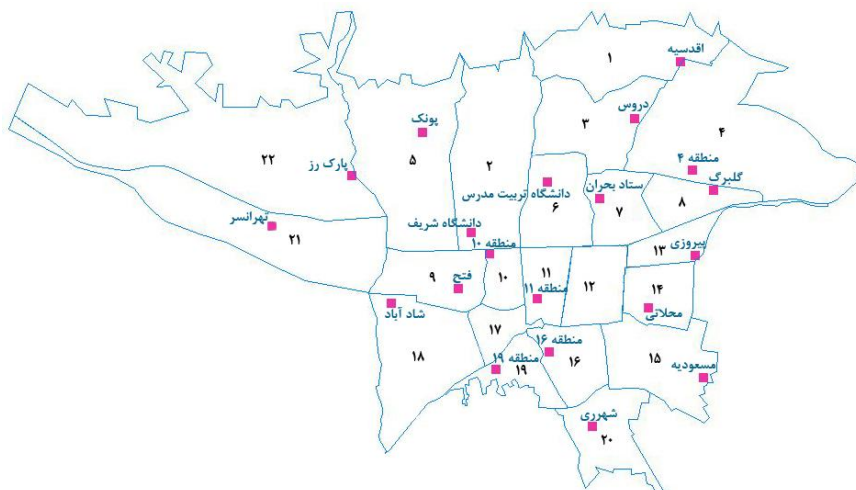 اقدسیه
۱
دروس
۳
۴
پونک
۲۲
۵
۲
پارک رز
منطقه ۴
گلبرگ
ستاد بحران
۸
دانشگاه تربیت مدرس
۶
۷
تهرانسر
۲۱
دانشگاه شریف
منطقه ۱۰
پیروزی
۱۳
۹
فتح
۱۰
۱۱
منطقه ۱۱
۱۲
۱۴
محلاتی
شاد آباد
۱۷
۱۸
منطقه ۱۶
۱۶
منطقه ۱۹
۱۹
۱۵
مسعودیه
شهرری
۲۰